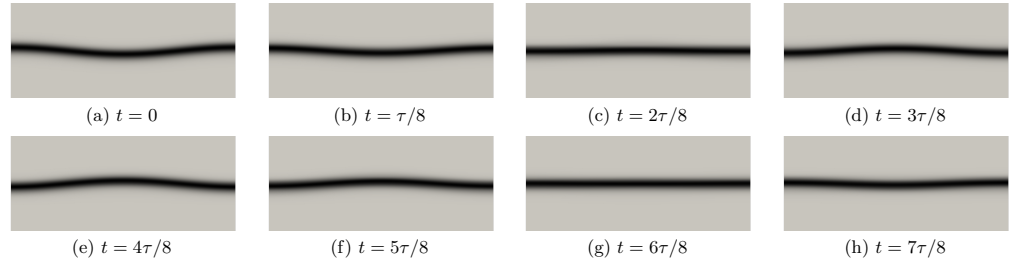 (a) t = 0
(b) t = τ/8
(c) t = 2τ/8
(d) t = 3τ/8
(e) t = 4τ/8
(f) t = 5τ/8
(g) t = 6τ/8
(h) t = 7τ/8